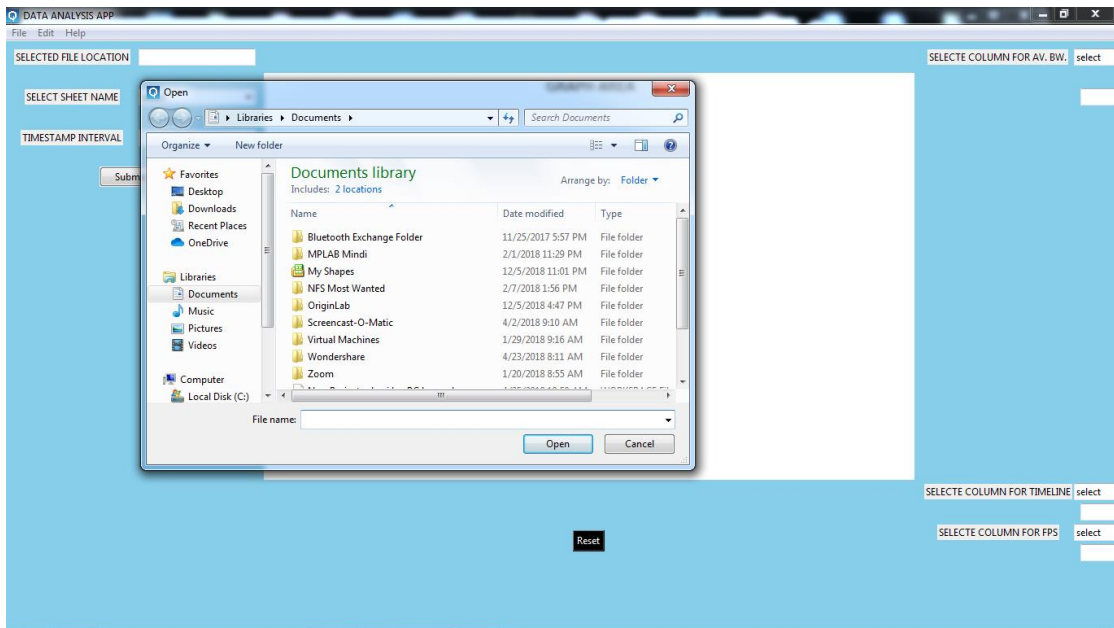 DATA ANALYSIS APP
File Edit Help
SELECTED FILE LOCATION
SELECTE COLUMN FOR AV. BW. select
SELECT SHEET NAME
TIMESTAMP INTERVAL
Subm
GRAPH AREA
Open
Libraries Documents
Search Documents
Organize New folder
Favorites
Desktop
Downloads
Recent Places
OneDrive
Libraries
Documents
Music
Pictures
Videos
Computer
Local Disk (C:)
Documents library
Includes: 2 locations
Arrange by: Folder
Name Date modified Type
Bluetooth Exchange Folder 11/25/2017 5:57 PM File folder
MPLAB Mindi 2/1/2018 11:29 PM File folder
My Shapes 12/5/2018 11:01 PM File folder
NFS Most Wanted 2/7/2018 1:56 PM File folder
OriginLab 12/5/2018 4:47 PM File folder
Screencast-O-Matic 4/2/2018 9:10 AM File folder
Virtual Machines 1/29/2018 9:16 AM File folder
Wondershare 4/23/2018 8:11 AM File folder
Zoom 1/20/2018 8:55 AM File folder
File name:
Open Cancel
SELECTE COLUMN FOR TIMELINE select
SELECTE COLUMN FOR FPS select
Reset